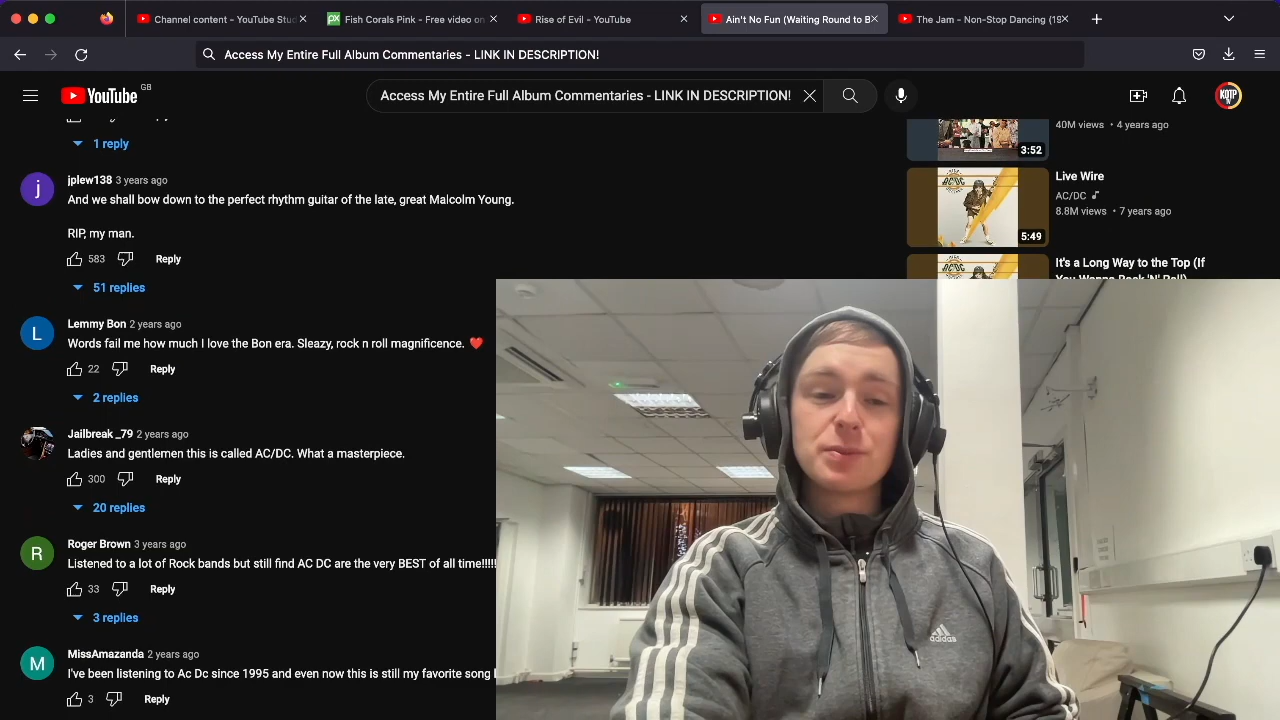 Channel content - YouTube Stud
Fish Corals Pink - Free video on
Rise of Evil - YouTube
Ain't No Fun (Waiting Round to B
The Jam - Non-Stop Dancing (19
Access My Entire Full Album Commentaries - LINK IN DESCRIPTION!
YouTube GB
Access My Entire Full Album Commentaries - LINK IN DESCRIPTION!
KOTP
1 reply
jplew138 3 years ago
And we shall bow down to the perfect rhythm guitar of the late, great Malcolm Young.
RIP, my man.
583 Reply
51 replies
Lemmy Bon 2 years ago
Words fail me how much I love the Bon era. Sleazy, rock n roll magnificence. ❤️
22 Reply
2 replies
Jailbreak _79 2 years ago
Ladies and gentlemen this is called AC/DC. What a masterpiece.
300 Reply
20 replies
Roger Brown 3 years ago
Listened to a lot of Rock bands but still find AC DC are the very BEST of all time!!!!!
33 Reply
3 replies
MissAmazanda 2 years ago
I've been listening to Ac Dc since 1995 and even now this is still my favorite song
3 Reply
40M views • 4 years ago
3:52
Live Wire
AC/DC
8.8M views • 7 years ago
5:49
It's a Long Way to the Top (If
You Wanna Rock 'N' Roll)
adidas